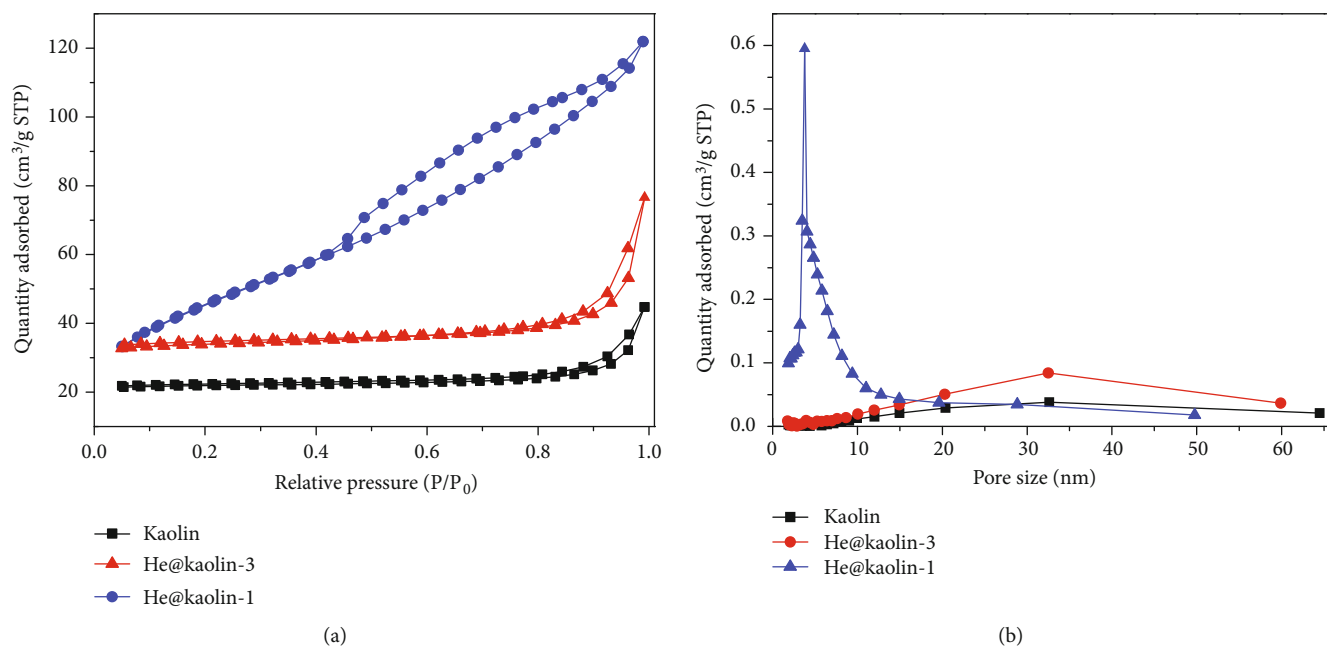 120
100
80
60
40
20
Quantity adsorbed (cm³/g STP)
0.0 0.2 0.4 0.6 0.8 1.0
Relative pressure (P/P₀)
Kaolin
He@kaolin-3
He@kaolin-1
(a)
0.6
0.5
0.4
0.3
0.2
0.1
0.0
Quantity adsorbed (cm³/g STP)
0 10 20 30 40 50 60
Pore size (nm)
Kaolin
He@kaolin-3
He@kaolin-1
(b)